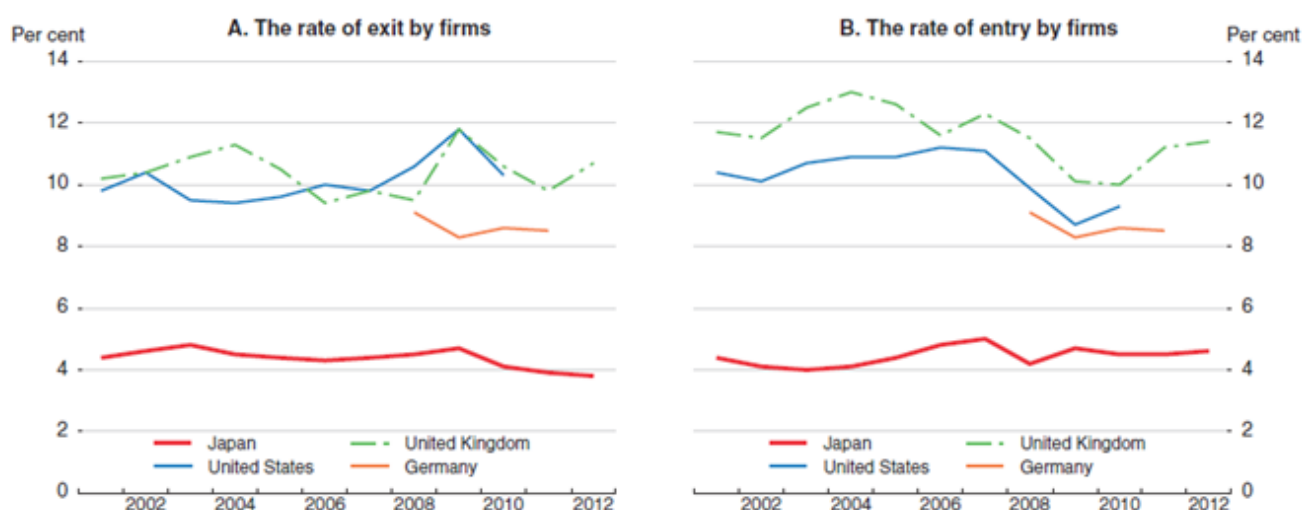 A. The rate of exit by firms
Per cent
14
12
10
8
6
4
2
0
Japan
United Kingdom
United States
Germany
2002 2004 2006 2008 2010 2012
B. The rate of entry by firms
Per cent
14
12
10
8
6
4
2
0
Japan
United Kingdom
United States
Germany
2002 2004 2006 2008 2010 2012